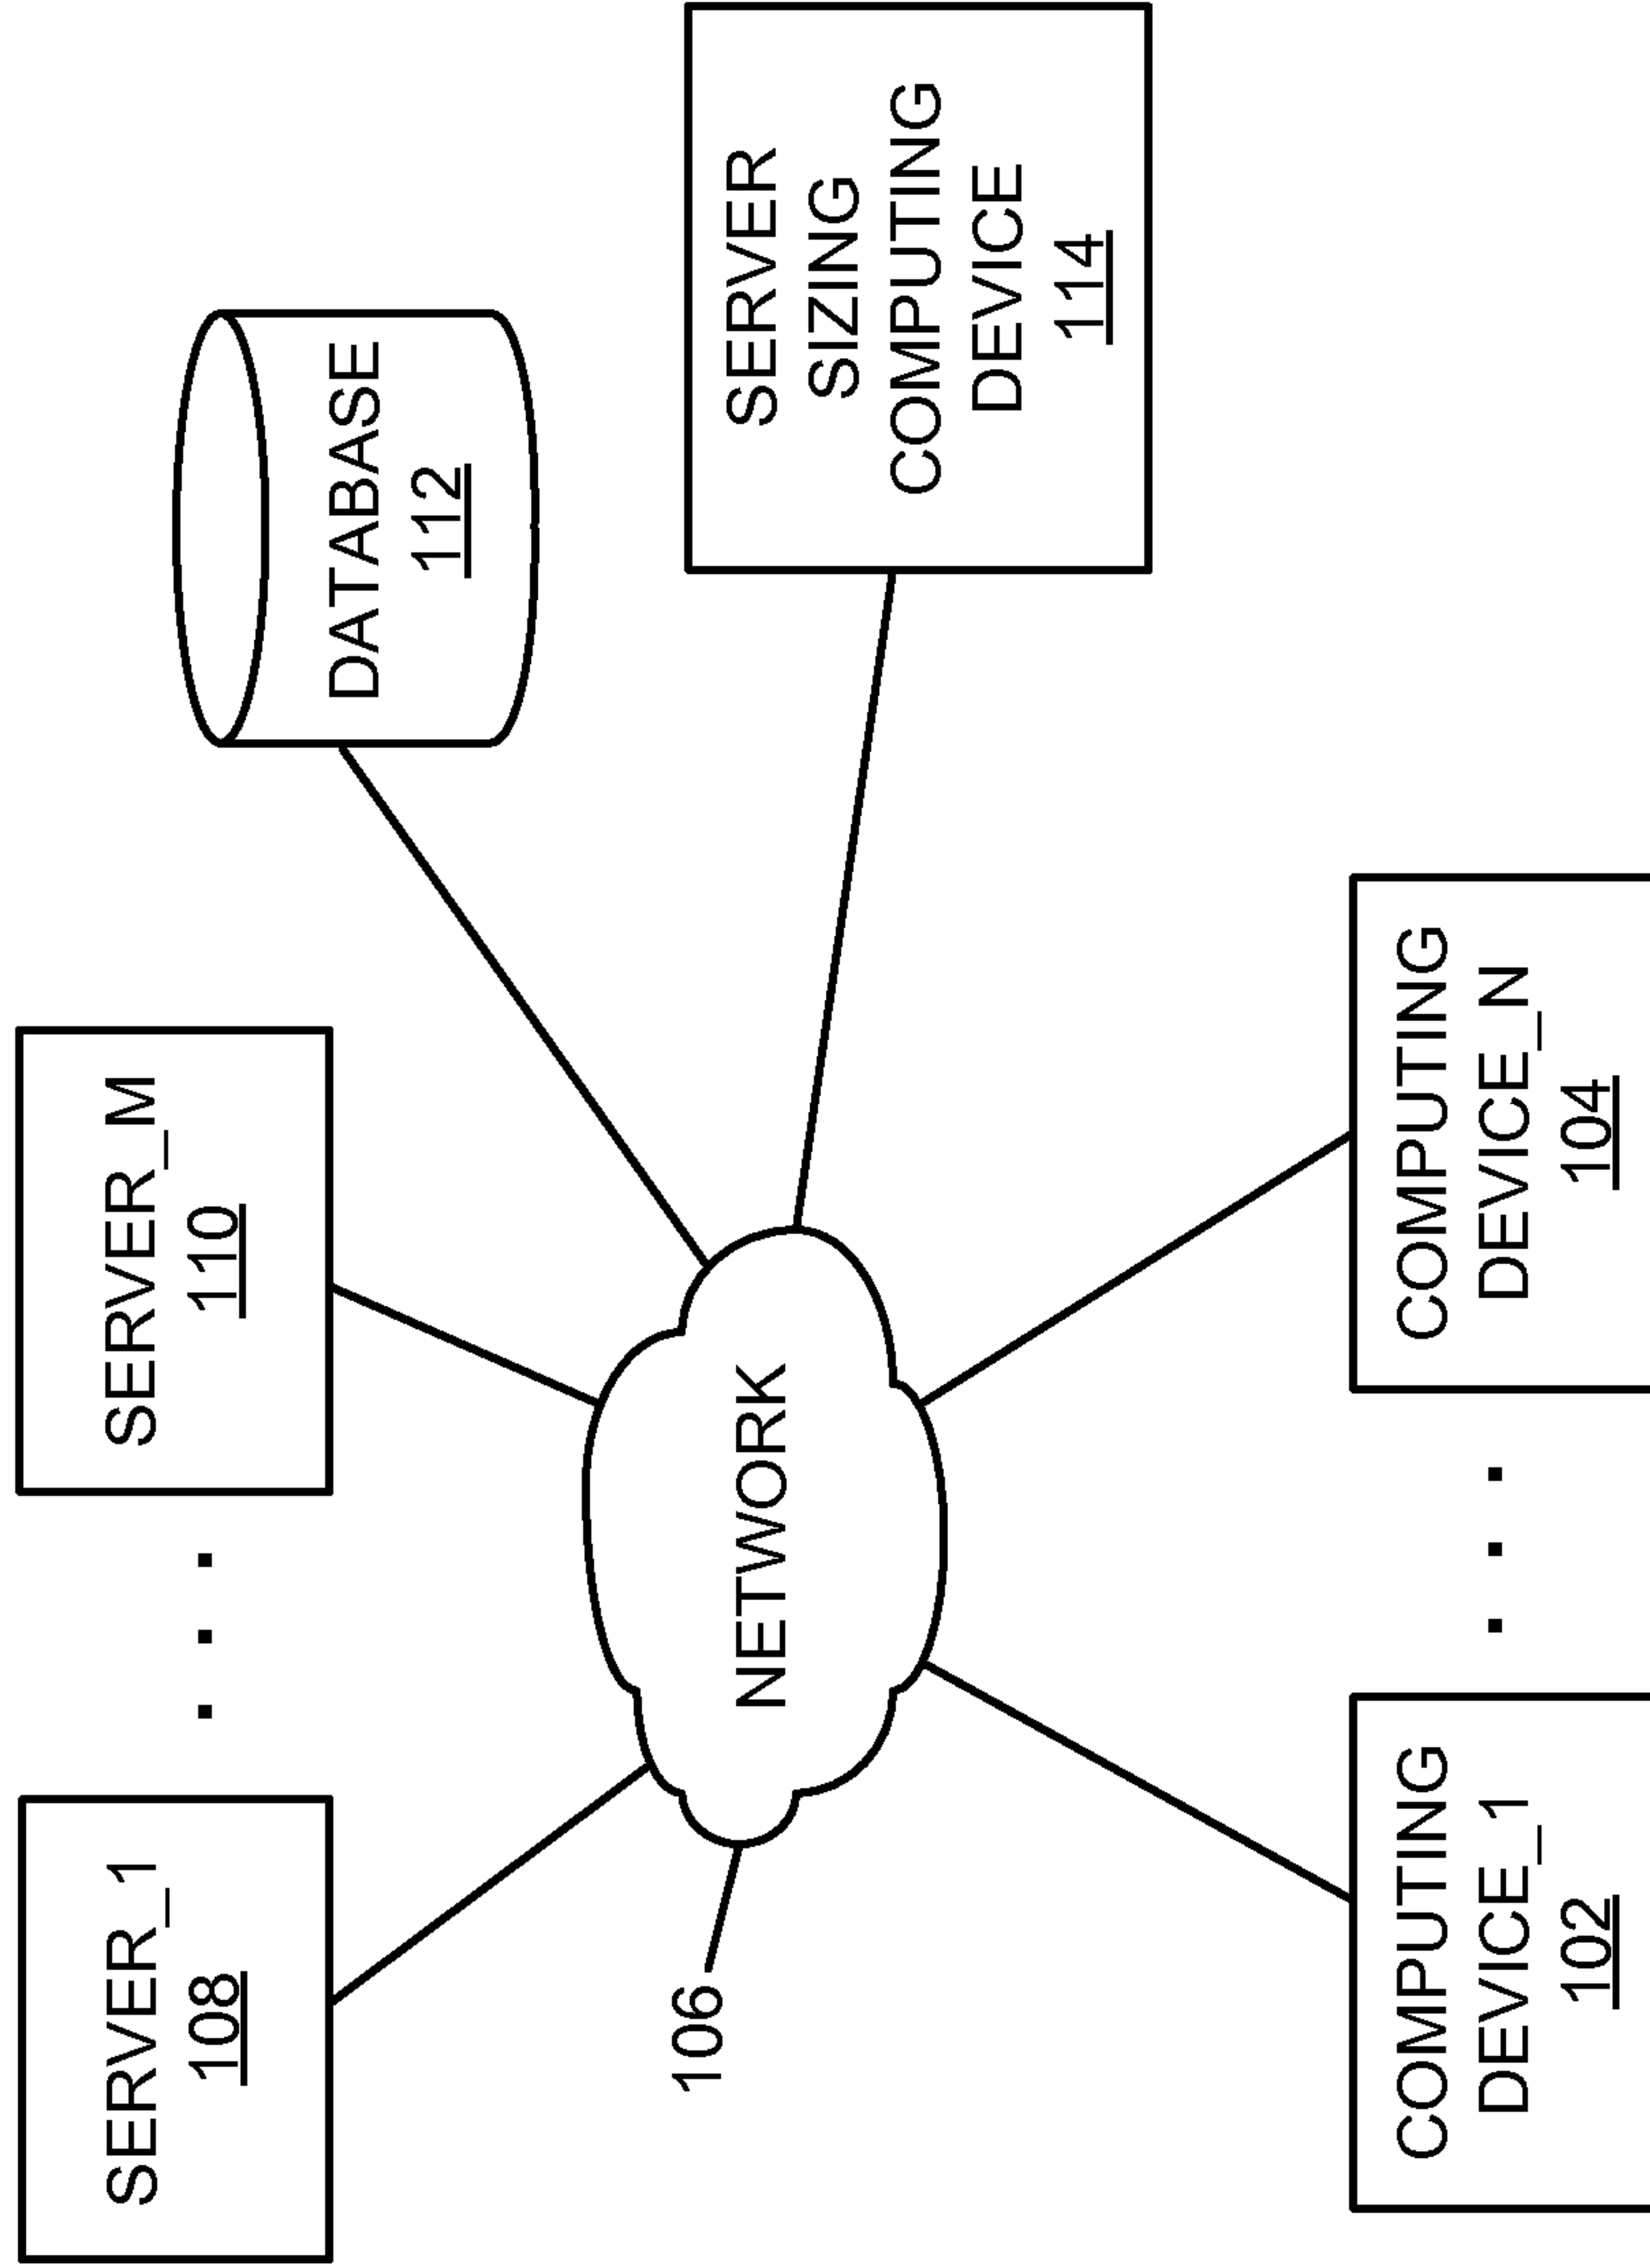 SERVER_1
108
. . .
SERVER_M
110
DATABASE
112
106
NETWORK
SERVER
SIZING
COMPUTING
DEVICE
114
COMPUTING
DEVICE_1
102
. . .
COMPUTING
DEVICE_N
104